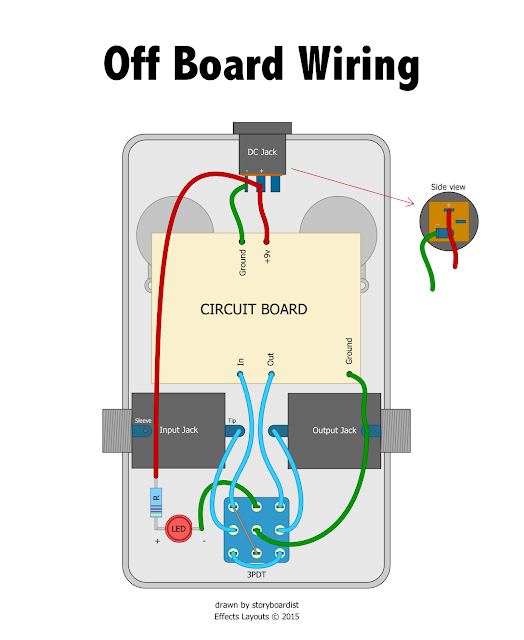 Off Board Wiring
DC Jack
- +
Side view
Ground
+9v
CIRCUIT BOARD
In
Out
Ground
Sleeve
Input Jack
Tip
Output Jack
R
LED
+ -
3PDT
drawn by storyboardist
Effects Layouts © 2015